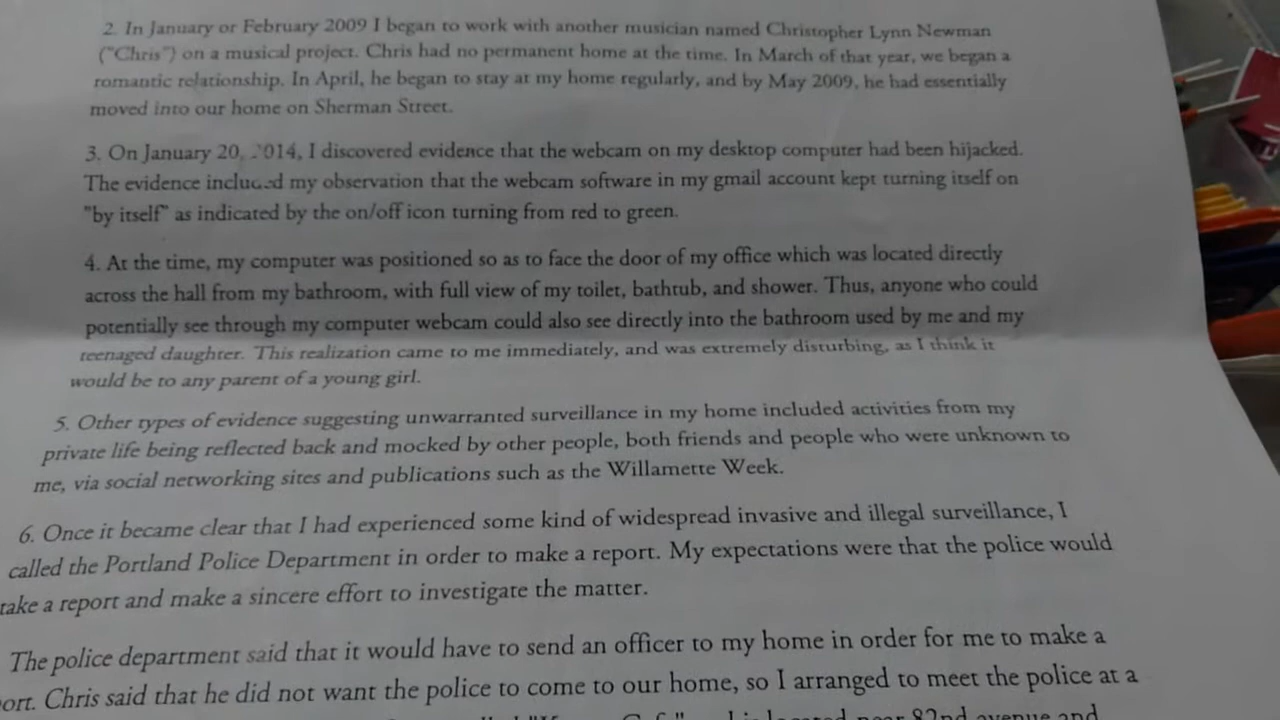 2. In January or February 2009 I began to work with another musician named Christopher Lynn Newman
("Chris") on a musical project. Chris had no permanent home at the time. In March of that year, we began a
romantic relationship. In April, he began to stay at my home regularly, and by May 2009, he had essentially
moved into our home on Sherman Street.
3. On January 20, 2014, I discovered evidence that the webcam on my desktop computer had been hijacked.
The evidence included my observation that the webcam software in my gmail account kept turning itself on
"by itself" as indicated by the on/off icon turning from red to green.
4. At the time, my computer was positioned so as to face the door of my office which was located directly
across the hall from my bathroom, with full view of my toilet, bathtub, and shower. Thus, anyone who could
potentially see through my computer webcam could also see directly into the bathroom used by me and my
teenaged daughter. This realization came to me immediately, and was extremely disturbing, as I think it
would be to any parent of a young girl.
5. Other types of evidence suggesting unwarranted surveillance in my home included activities from my
private life being reflected back and mocked by other people, both friends and people who were unknown to
me, via social networking sites and publications such as the Willamette Week.
6. Once it became clear that I had experienced some kind of widespread invasive and illegal surveillance, I
called the Portland Police Department in order to make a report. My expectations were that the police would
take a report and make a sincere effort to investigate the matter.
The police department said that it would have to send an officer to my home in order for me to make a
ort. Chris said that he did not want the police to come to our home, so I arranged to meet the police at a
located near 82nd avenue and